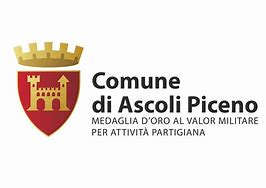 Comune
di Ascoli Piceno
MEDAGLIA D'ORO AL VALOR MILITARE
PER ATTIVITÀ PARTIGIANA